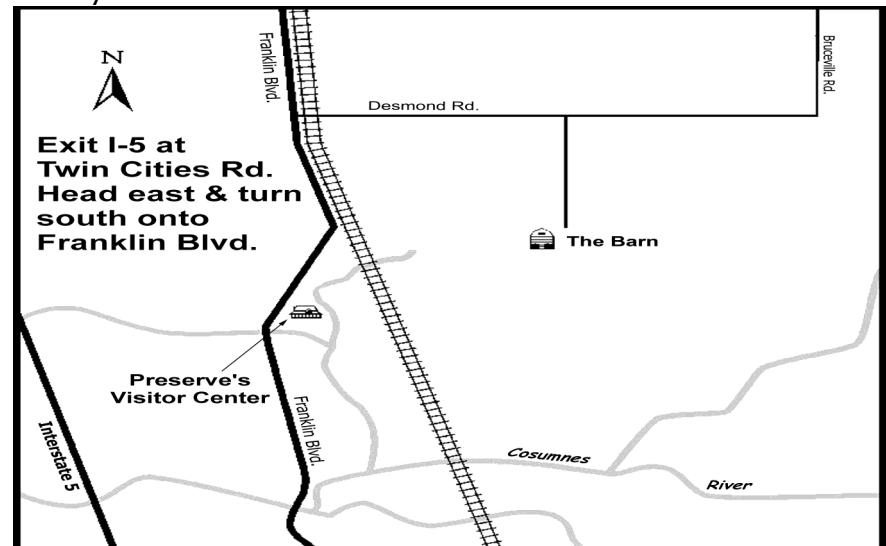 N
Franklin Blvd.
Bruceville Rd.
Desmond Rd.
Exit I-5 at
Twin Cities Rd.
Head east & turn
south onto
Franklin Blvd.
The Barn
Preserve's
Visitor Center
Franklin Blvd.
Interstate 5
Cosumnes
River